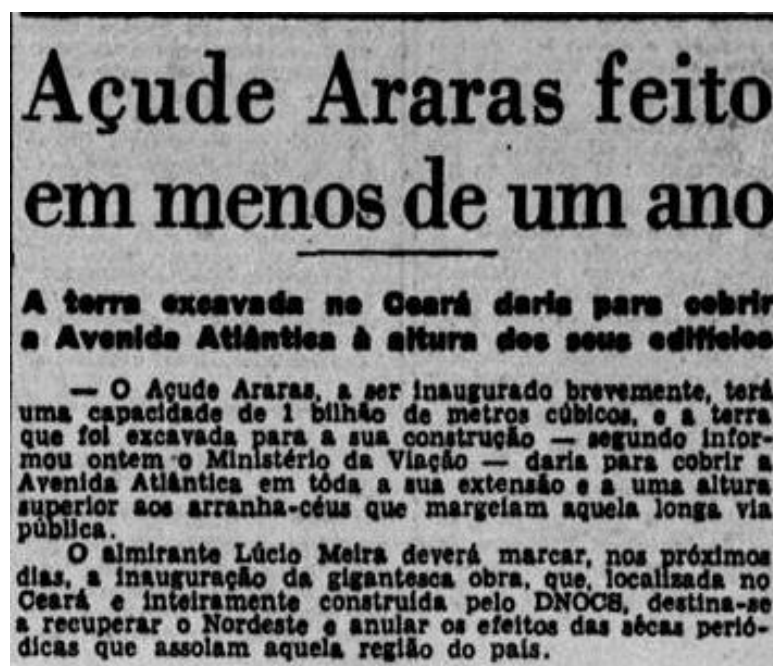 Açude Araras feito
em menos de um ano
A terra excavada no Ceará daria para cobrir
a Avenida Atlântica à altura dos seus edifícios
— O Açude Araras, a ser inaugurado brevemente, terá
uma capacidade de 1 bilhão de metros cúbicos, e a terra
que foi excavada para a sua construção — segundo infor-
mou ontem o Ministério da Viação — daria para cobrir a
Avenida Atlântica em tôda a sua extensão e a uma altura
superior aos arranha-céus que margeiam aquela longa via
pública.
O almirante Lúcio Meira deverá marcar, nos próximos
dias, a inauguração da gigantesca obra, que, localizada no
Ceará e inteiramente construída pelo DNOCS, destina-se
a recuperar o Nordeste e anular os efeitos das sêcas perió-
dicas que assolam aquela região do país.